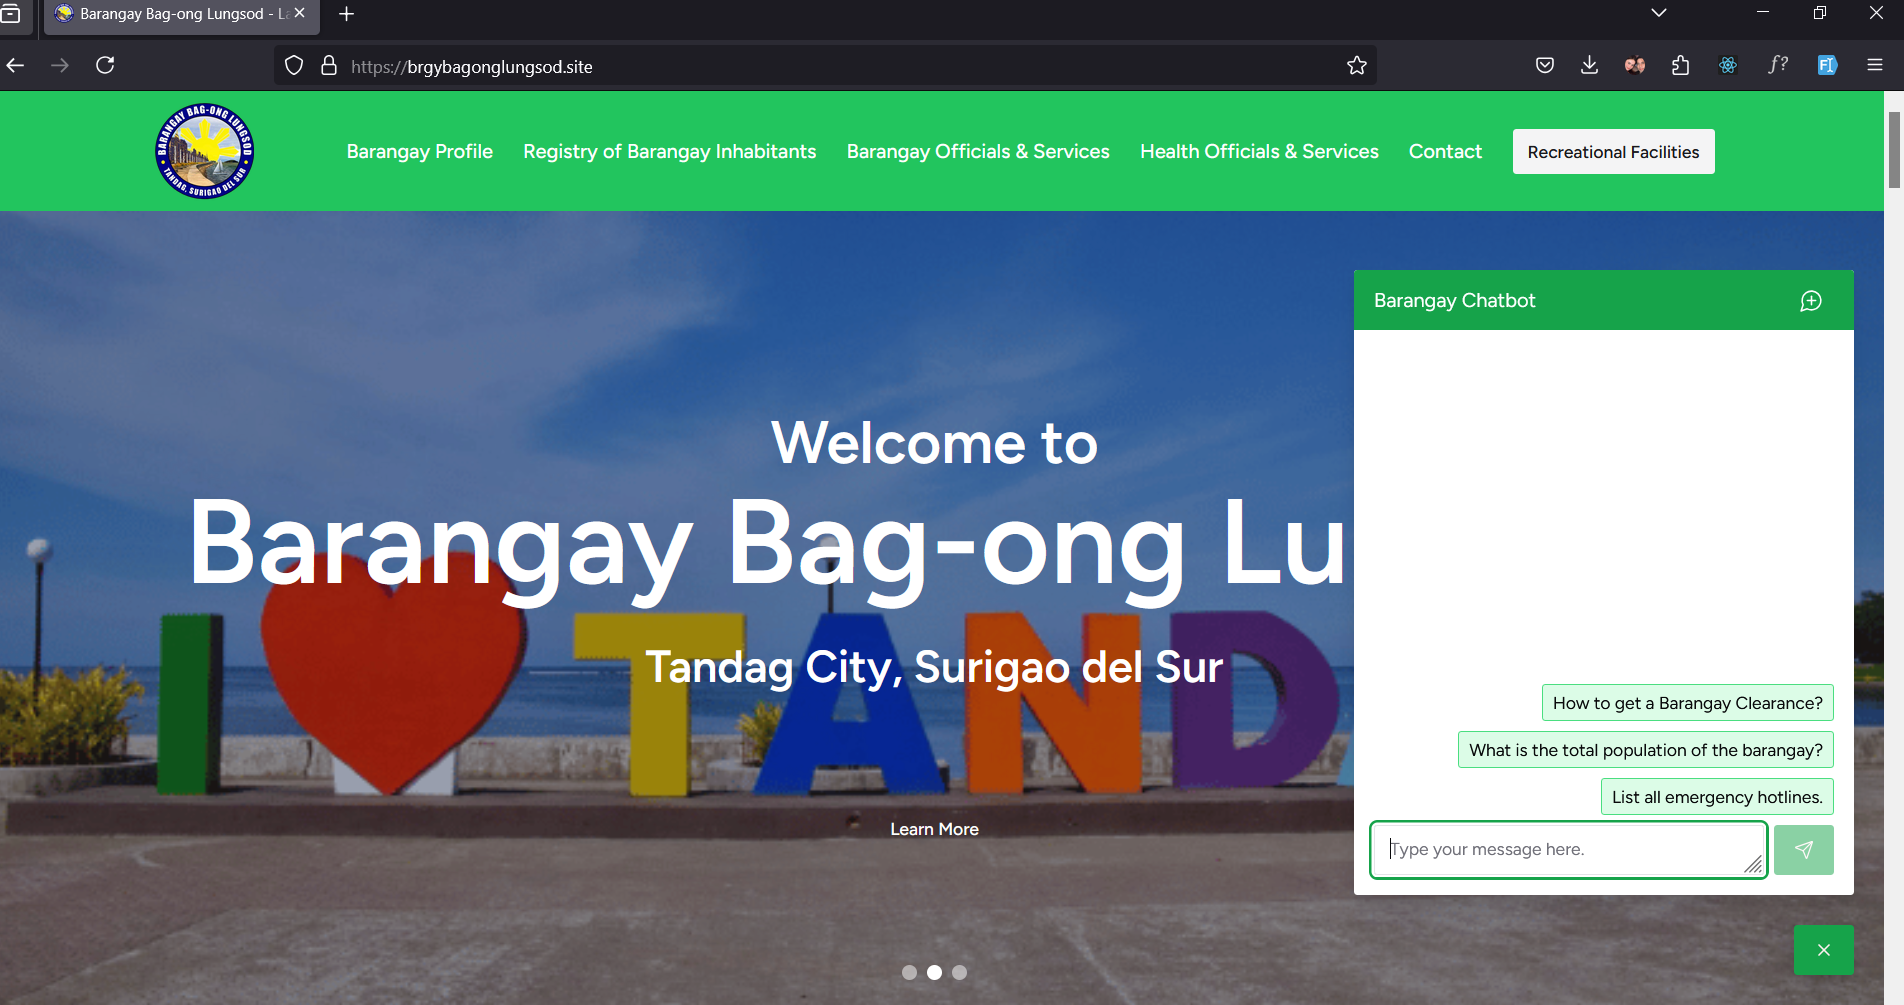 Barangay Bag-ong Lungsod - La
https://brgybagonglungsod.site
BARANGAY BAG-ONG LUNGSOD
TANDAG, SURIGAO DEL SUR
Barangay Profile
Registry of Barangay Inhabitants
Barangay Officials & Services
Health Officials & Services
Contact
Recreational Facilities
Welcome to
Barangay Bag-ong Lu
Tandag City, Surigao del Sur
I TANDA
Learn More
Barangay Chatbot
How to get a Barangay Clearance?
What is the total population of the barangay?
List all emergency hotlines.
Type your message here.